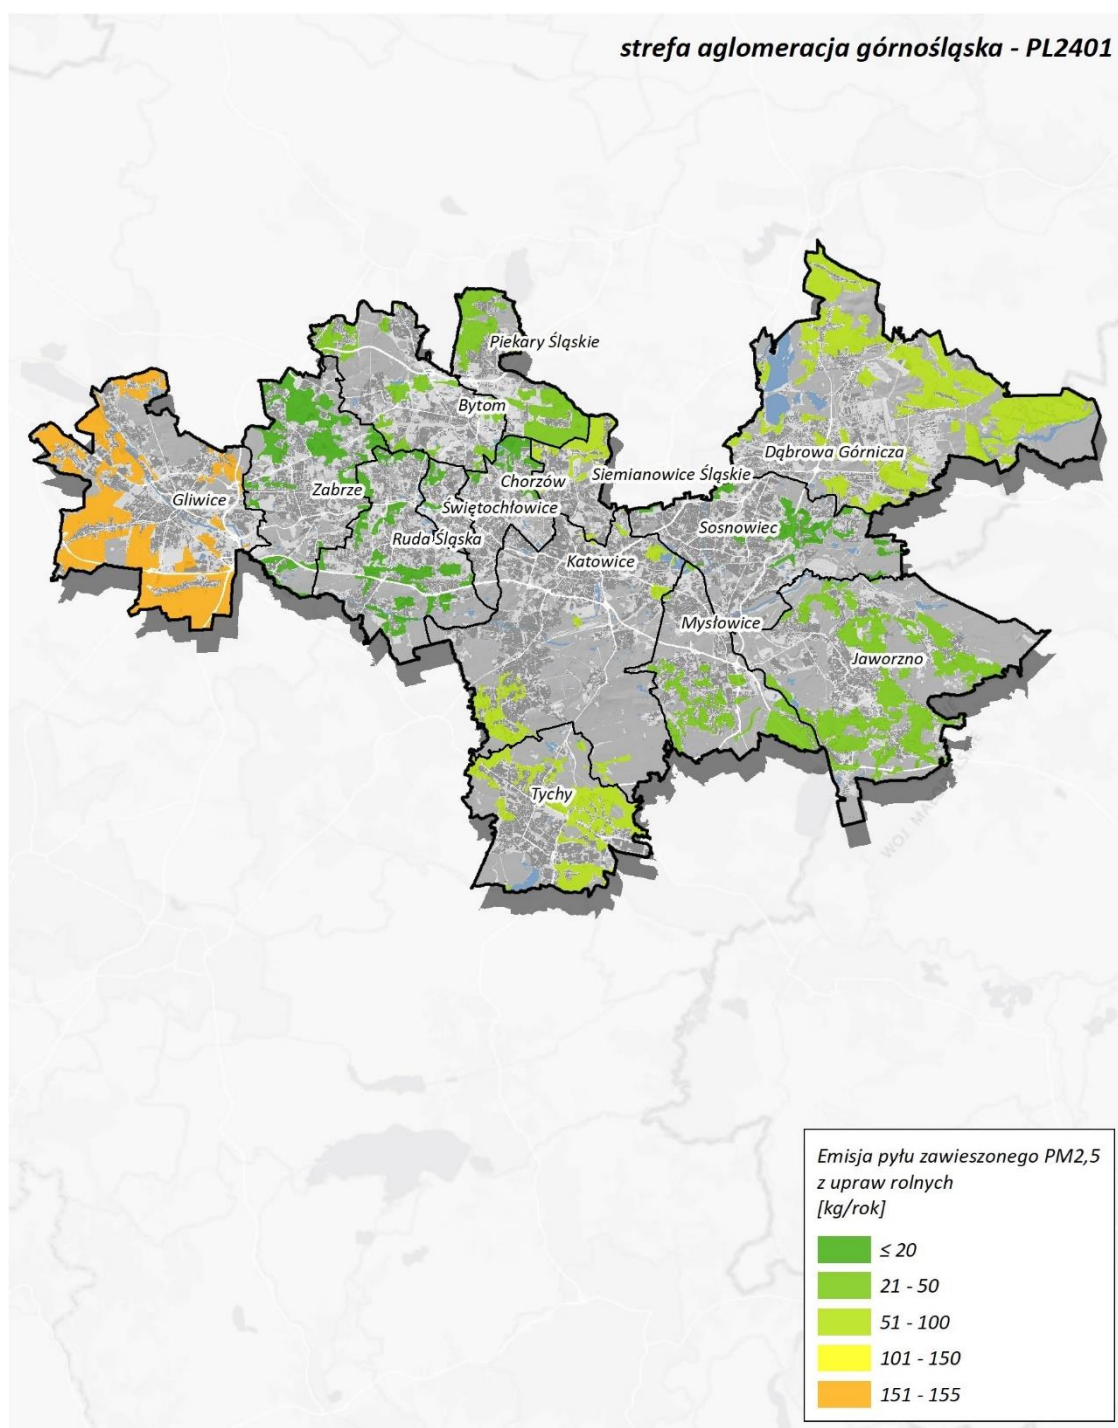 strefa aglomeracja górnośląska - PL2401
Piekary Śląskie
Bytom
Dąbrowa Górnicza
Siemianowice Śląskie
Chorzów
Zabrze
Gliwice
Świętochłowice
Sosnowiec
Ruda Śląska
Katowice
Mysłowice
Jaworzno
Tychy
Emisja pyłu zawieszonego PM2,5
z upraw rolnych
[kg/rok]
≤ 20
21 - 50
51 - 100
101 - 150
151 - 155